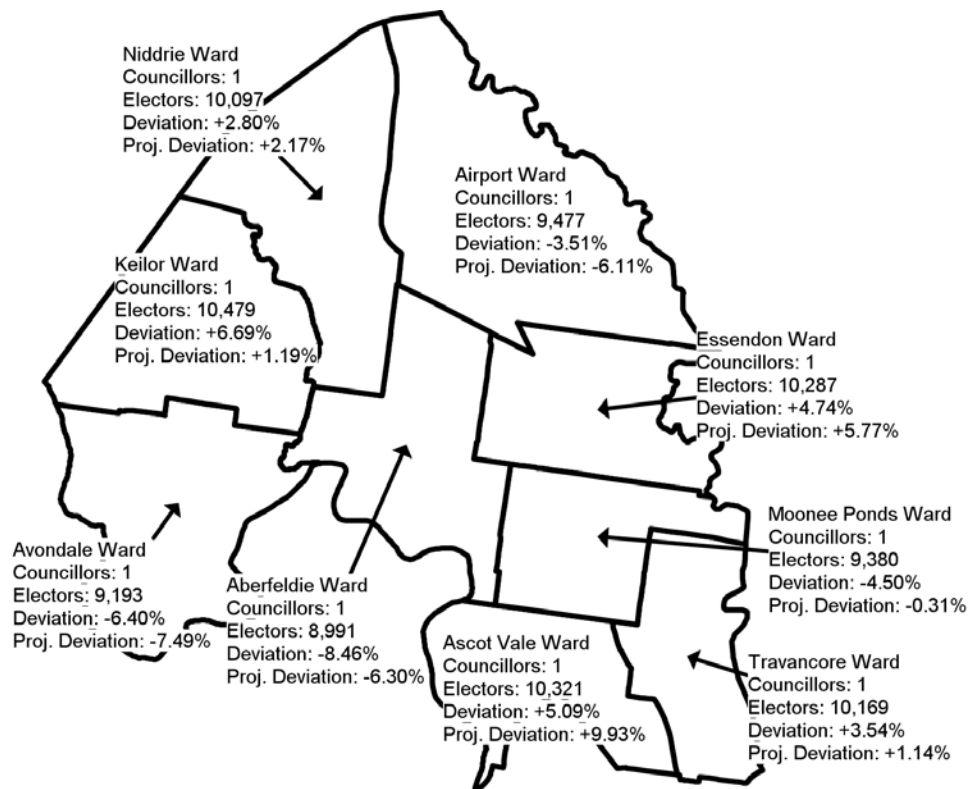 Niddrie Ward
Councillors: 1
Electors: 10,097
Deviation: +2.80%
Proj. Deviation: +2.17%
Airport Ward
Councillors: 1
Electors: 9,477
Deviation: -3.51%
Proj. Deviation: -6.11%
Keilor Ward
Councillors: 1
Electors: 10,479
Deviation: +6.69%
Proj. Deviation: +1.19%
Essendon Ward
Councillors: 1
Electors: 10,287
Deviation: +4.74%
Proj. Deviation: +5.77%
Moonee Ponds Ward
Councillors: 1
Electors: 9,380
Deviation: -4.50%
Proj. Deviation: -0.31%
Avondale Ward
Councillors: 1
Electors: 9,193
Deviation: -6.40%
Proj. Deviation: -7.49%
Aberfeldie Ward
Councillors: 1
Electors: 8,991
Deviation: -8.46%
Proj. Deviation: -6.30%
Ascot Vale Ward
Councillors: 1
Electors: 10,321
Deviation: +5.09%
Proj. Deviation: +9.93%
Travancore Ward
Councillors: 1
Electors: 10,169
Deviation: +3.54%
Proj. Deviation: +1.14%